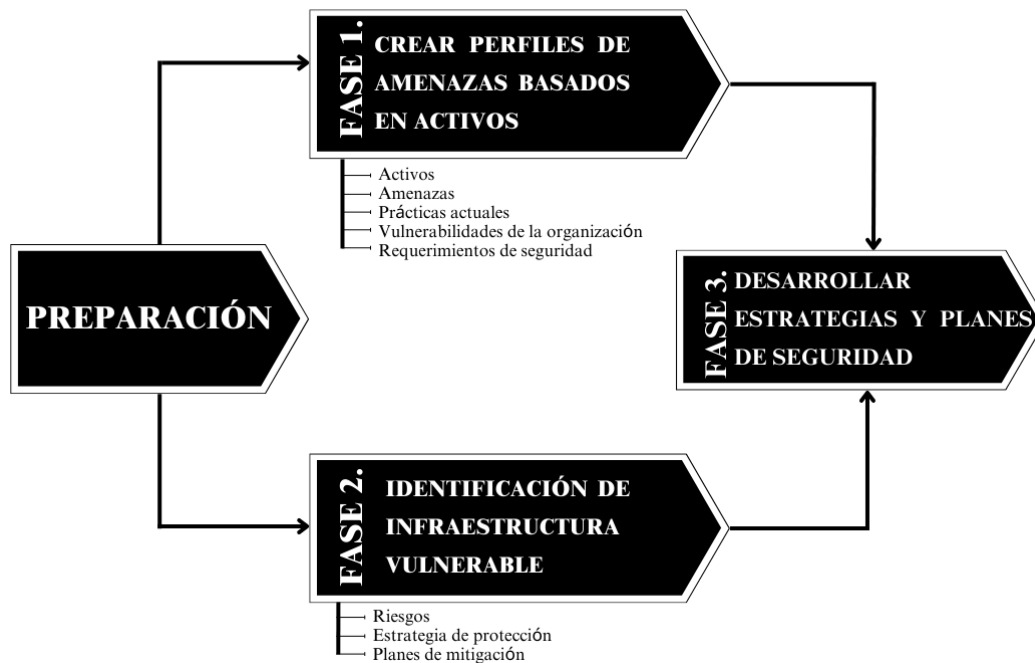 FASE 1.
CREAR PERFILES DE
AMENAZAS BASADOS
EN ACTIVOS
Activos
Amenazas
Prácticas actuales
Vulnerabilidades de la organización
Requerimientos de seguridad
PREPARACIÓN
FASE 3.
DESARROLLAR
ESTRATEGIAS Y PLANES
DE SEGURIDAD
FASE 2.
IDENTIFICACIÓN DE
INFRAESTRUCTURA
VULNERABLE
Riesgos
Estrategia de protección
Planes de mitigación